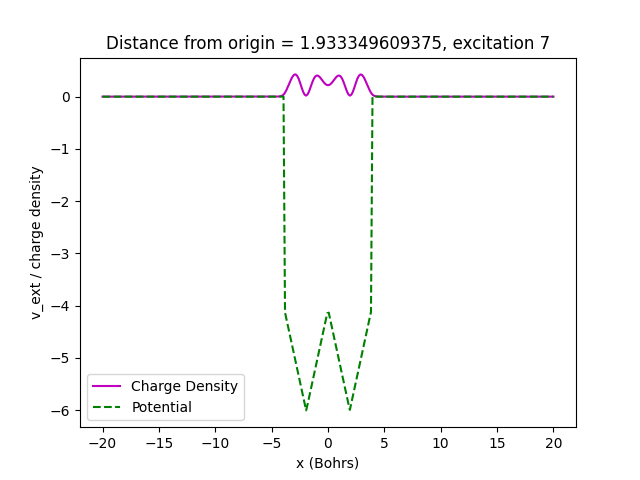 Distance from origin = 1.933349609375, excitation 7
v_ext / charge density
0
−1
−2
−3
−4
−5
−6
Charge Density
Potential
−20 −15 −10 −5 0 5 10 15 20
x (Bohrs)